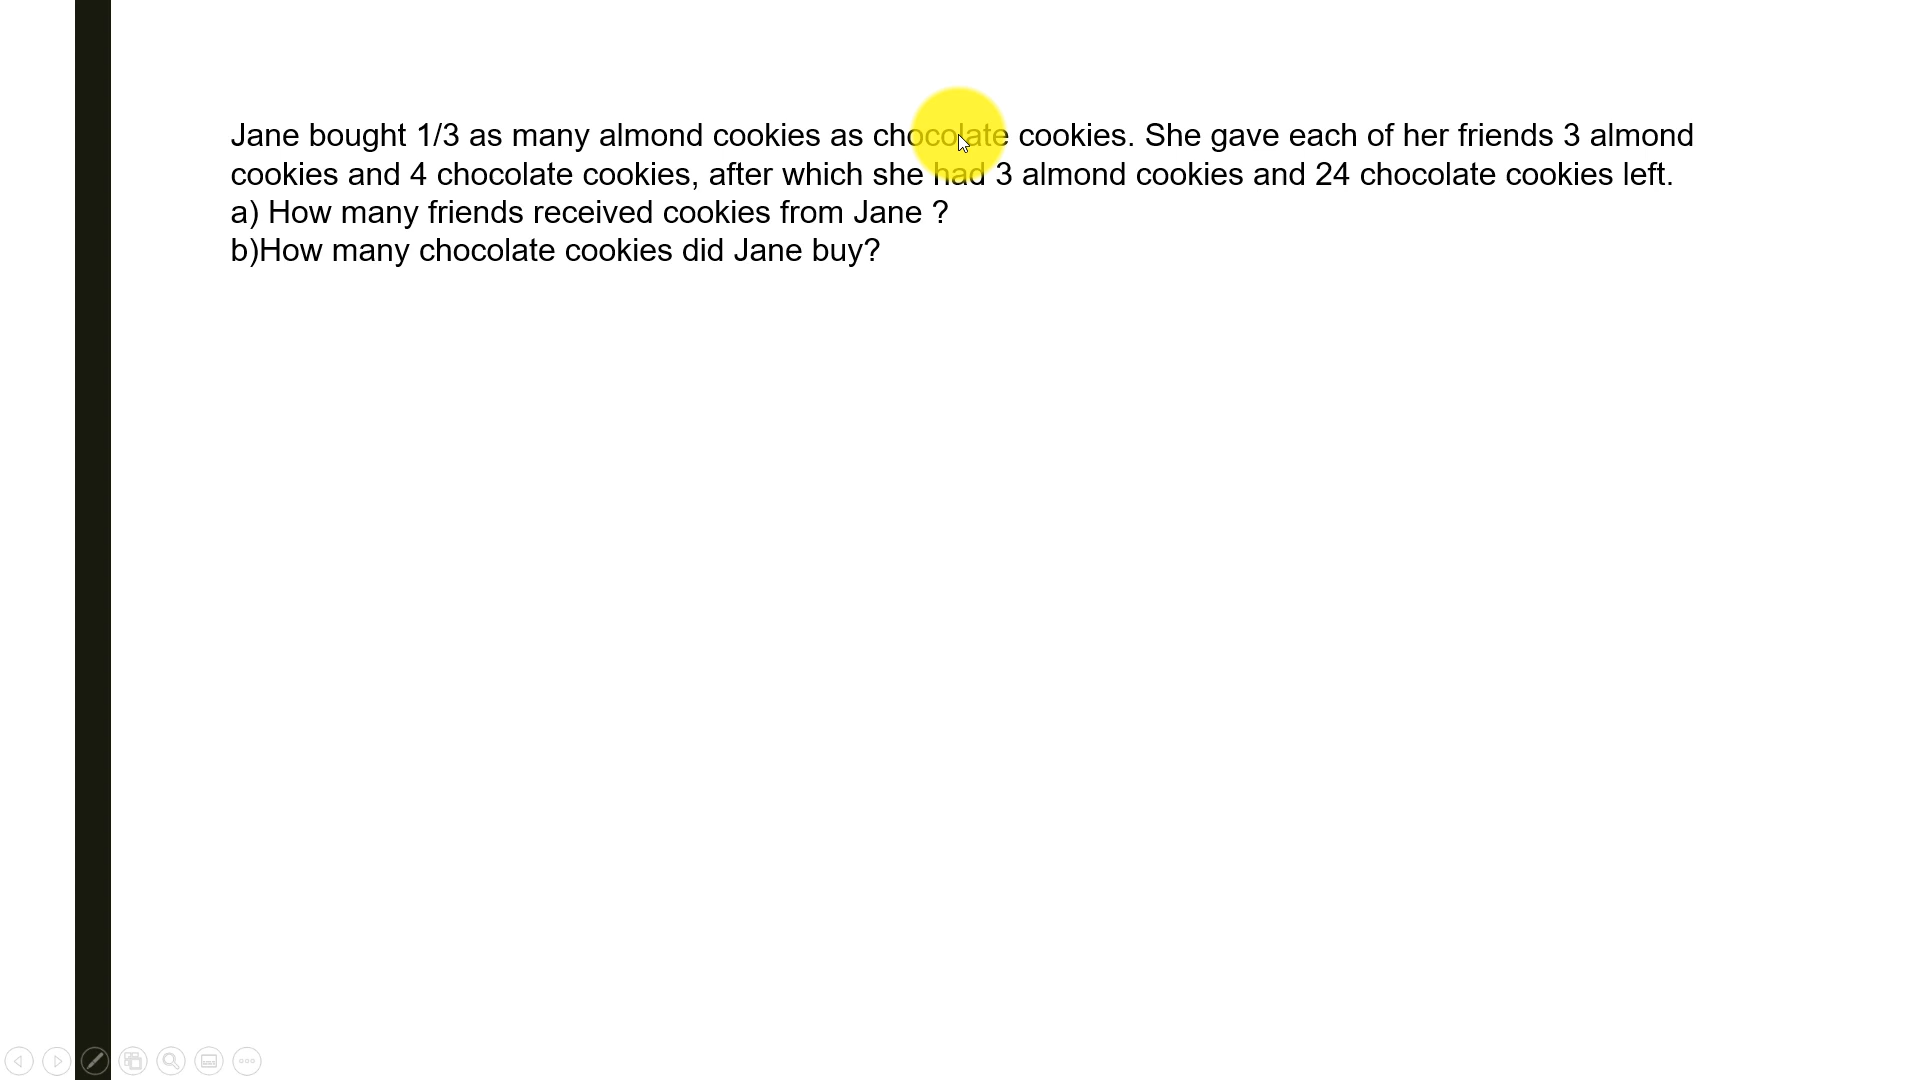 Jane bought 1/3 as many almond cookies as chocolate cookies. She gave each of her friends 3 almond
cookies and 4 chocolate cookies, after which she had 3 almond cookies and 24 chocolate cookies left.
a) How many friends received cookies from Jane ?
b)How many chocolate cookies did Jane buy?